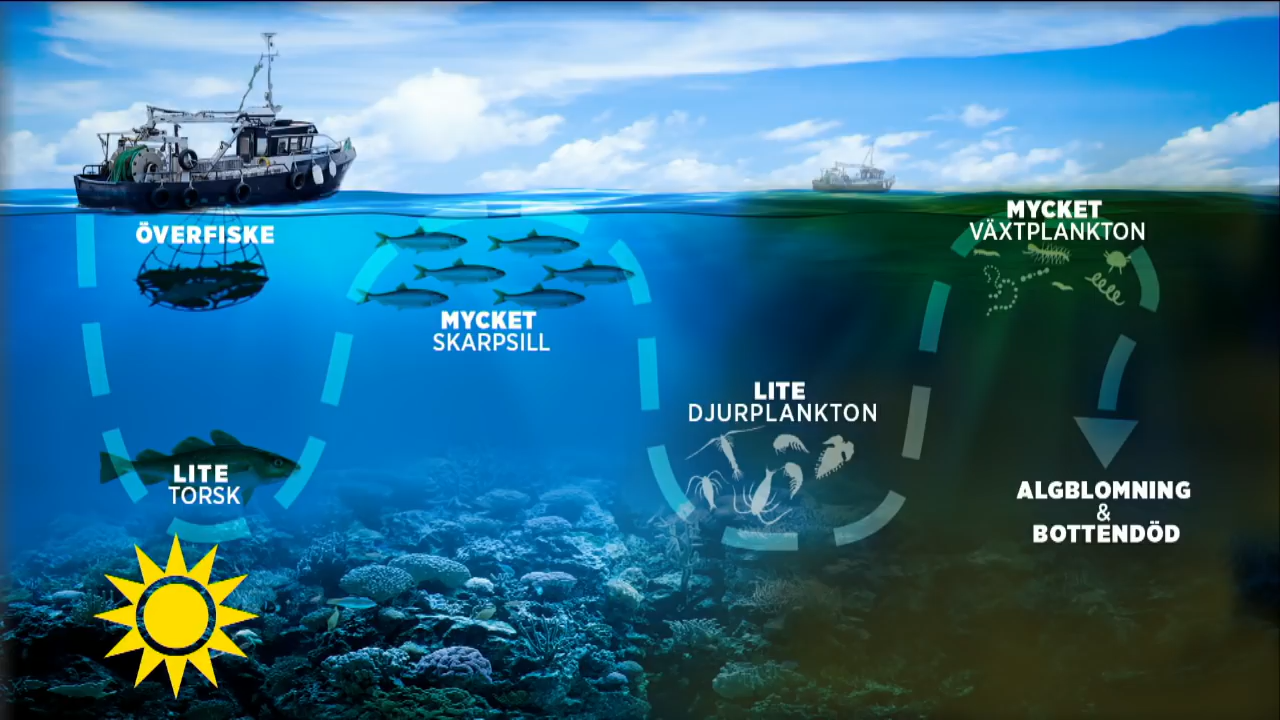 ÖVERFISKE
LITE
TORSK
MYCKET
SKARPSILL
LITE
DJURPLANKTON
MYCKET
VÄXTPLANKTON
ALGBLOMNING
&
BOTTENDÖD